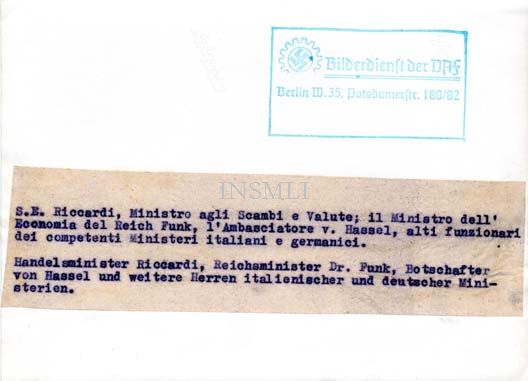 Bilderdienst der DAF
Berlin W. 35, Potsdamerstr. 180/82
INSMLI
S.E. Riccardi, Ministro agli Scambi e Valute; il Ministro dell'
Economia del Reich Funk, l'Ambasciatore v. Hassel, alti funzionari
dei competenti Ministeri italiani e germanici.
Handelsminister Riccardi, Reichsminister Dr. Funk, Botschafter
von Hassel und weitere Herren italienischer und deutscher Mini-
sterien.